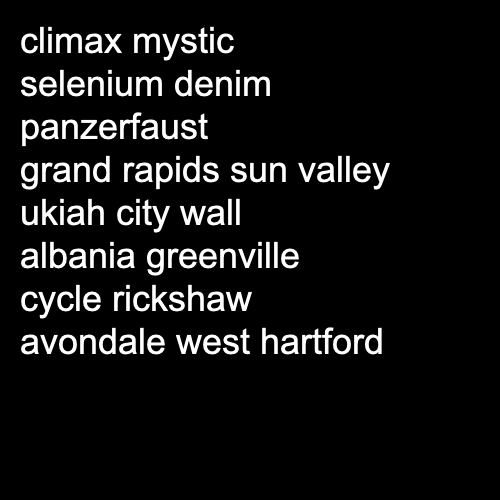 climax mystic
selenium denim
panzerfaust
grand rapids sun valley
ukiah city wall
albania greenville
cycle rickshaw
avondale west hartford